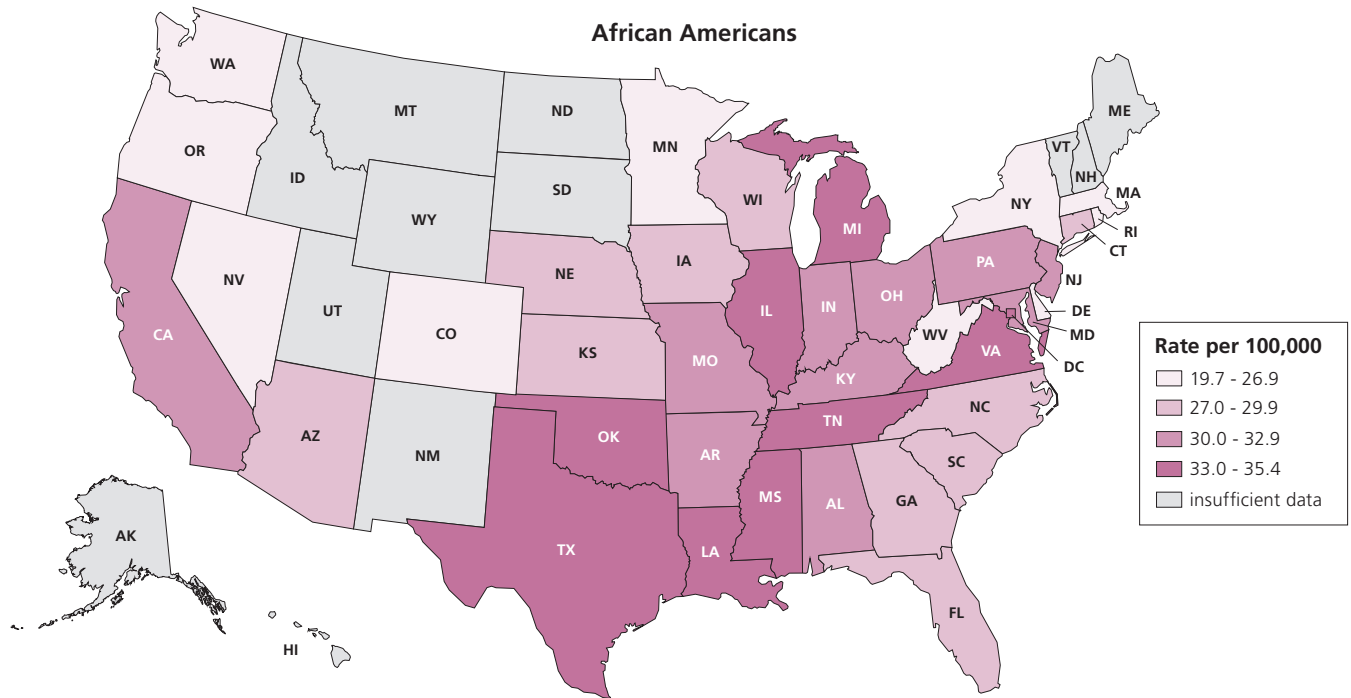 African Americans
WA
MT
ND
MN
ME
VT
NH
OR
ID
SD
WI
NY
MA
WY
MI
RI
CT
NV
UT
CO
NE
IA
PA
NJ
CA
IL
IN
OH
DE
MD
DC
KS
MO
WV
VA
KY
AZ
NM
OK
AR
TN
NC
SC
MS
AL
GA
TX
LA
FL
AK
HI
Rate per 100,000
19.7 - 26.9
27.0 - 29.9
30.0 - 32.9
33.0 - 35.4
insufficient data